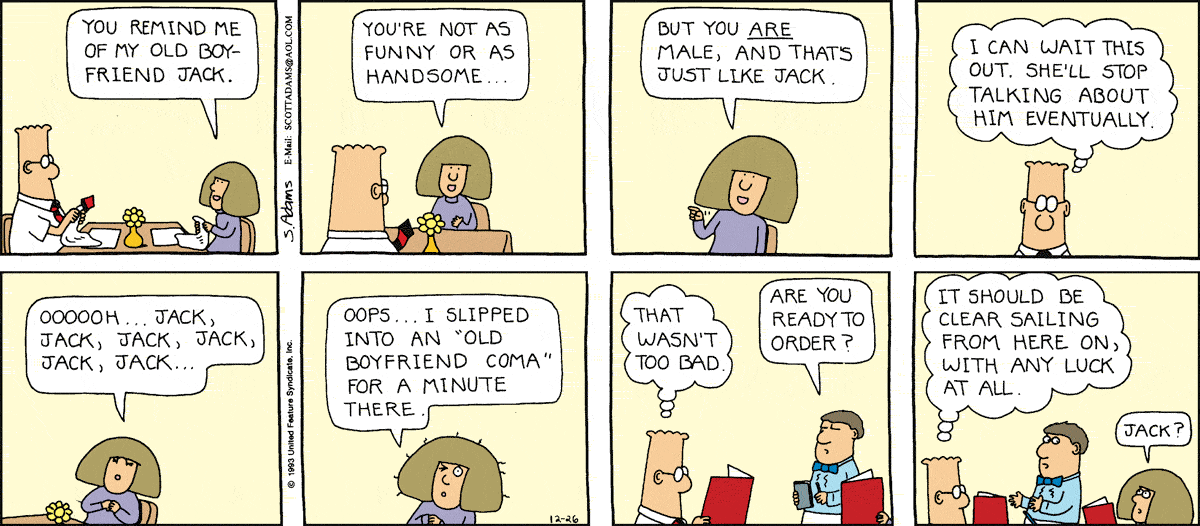 YOU REMIND ME
OF MY OLD BOY-
FRIEND JACK.
S. Adams E-Mail: SCOTTADAMS@AOL.COM
YOU'RE NOT AS
FUNNY OR AS
HANDSOME...
BUT YOU ARE
MALE, AND THAT'S
JUST LIKE JACK.
I CAN WAIT THIS
OUT. SHE'LL STOP
TALKING ABOUT
HIM EVENTUALLY.
OOOOOH... JACK,
JACK, JACK, JACK,
JACK, JACK...
© 1993 United Feature Syndicate, Inc.
OOPS... I SLIPPED
INTO AN "OLD
BOYFRIEND COMA"
FOR A MINUTE
THERE.
12-26
THAT
WASN'T
TOO BAD.
ARE YOU
READY TO
ORDER?
IT SHOULD BE
CLEAR SAILING
FROM HERE ON,
WITH ANY LUCK
AT ALL.
JACK?